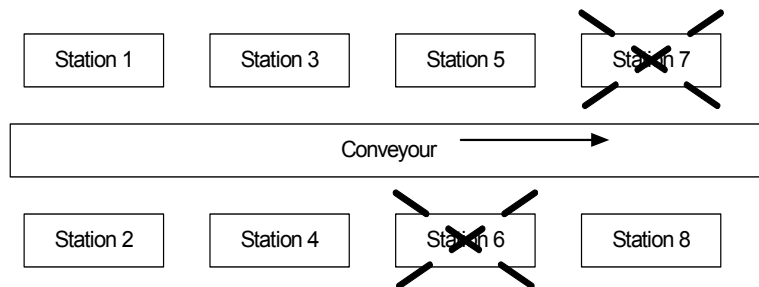 Station 1
Station 3
Station 5
Station 7
Conveyour
Station 2
Station 4
Station 6
Station 8